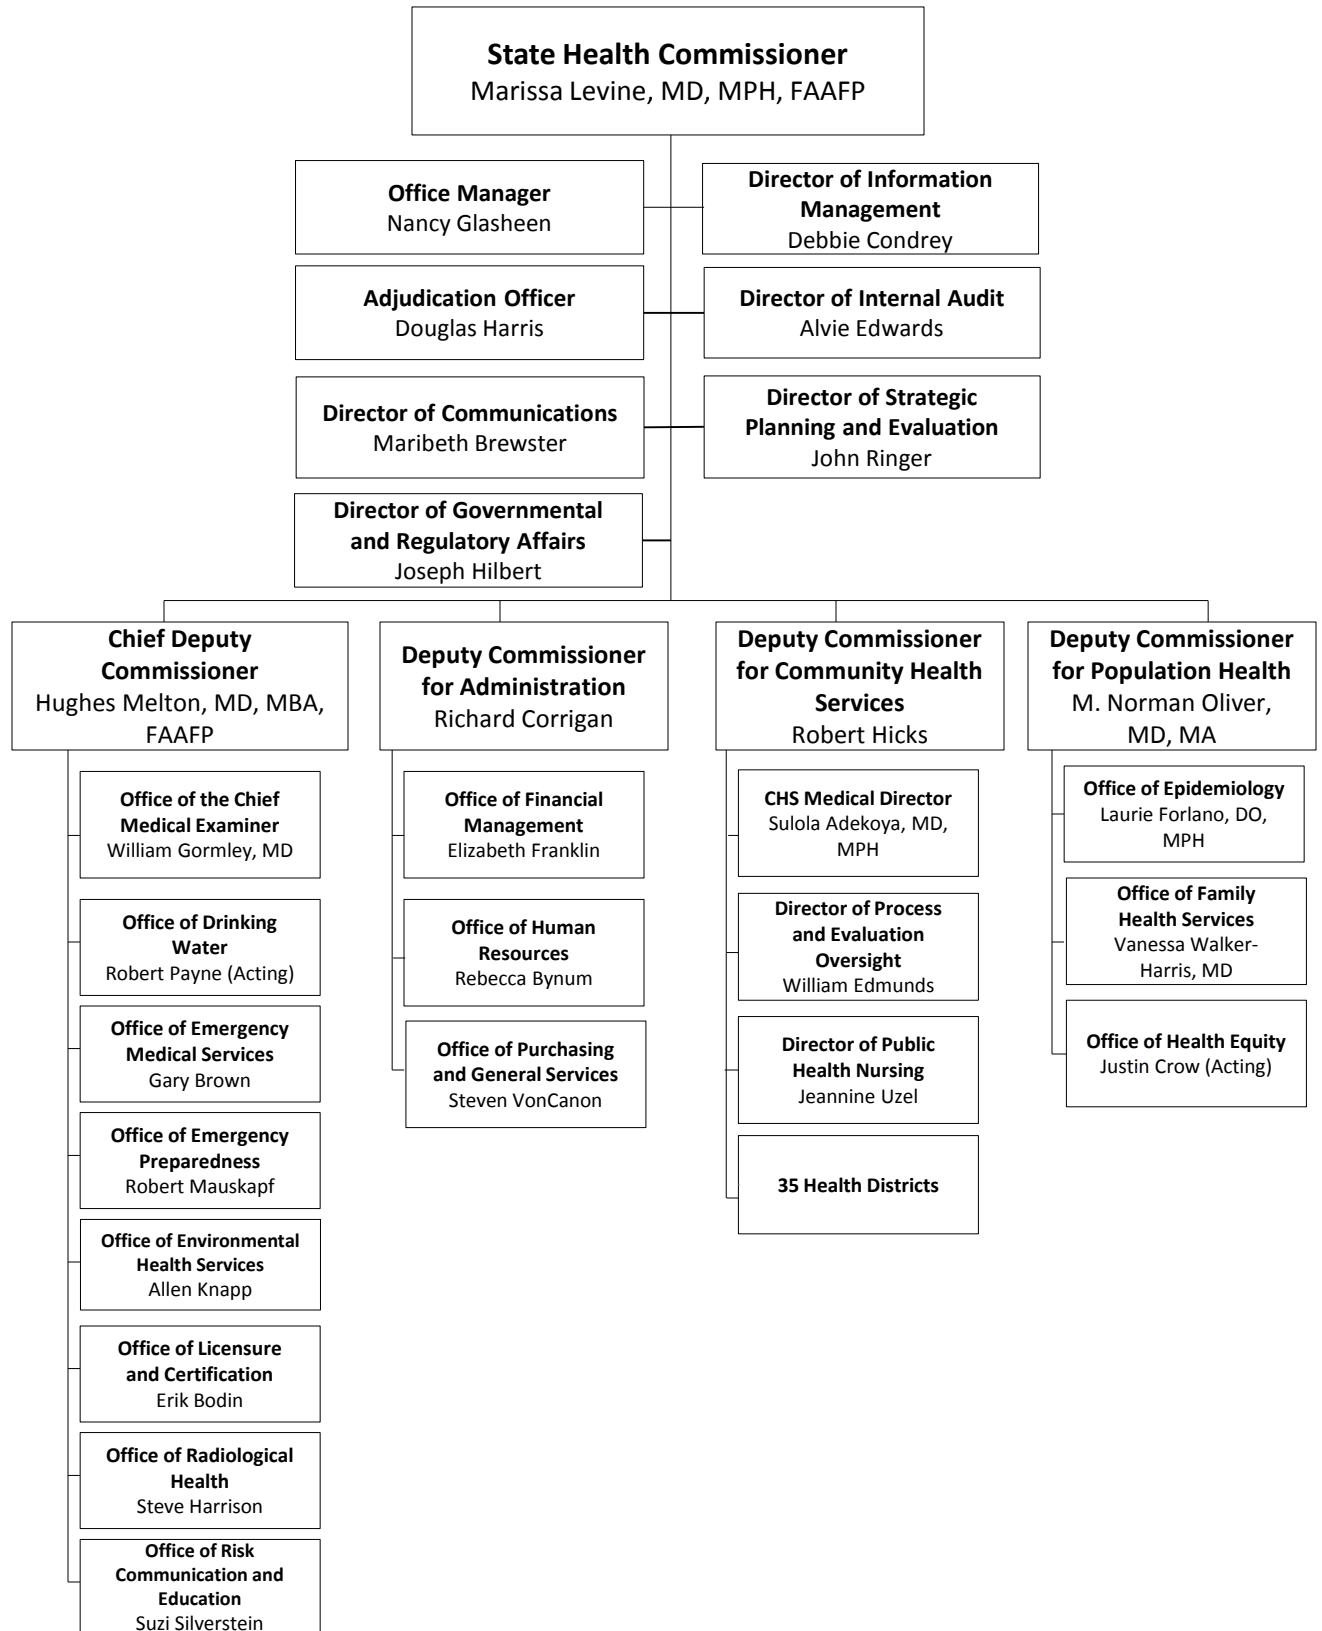 State Health Commissioner
Marissa Levine, MD, MPH, FAAFP
Office Manager
Nancy Glasheen
Director of Information
Management
Debbie Condrey
Adjudication Officer
Douglas Harris
Director of Internal Audit
Alvie Edwards
Director of Communications
Maribeth Brewster
Director of Strategic
Planning and Evaluation
John Ringer
Director of Governmental
and Regulatory Affairs
Joseph Hilbert
Chief Deputy
Commissioner
Hughes Melton, MD, MBA,
FAAFP
Office of the Chief
Medical Examiner
William Gormley, MD
Office of Drinking
Water
Robert Payne (Acting)
Office of Emergency
Medical Services
Gary Brown
Office of Emergency
Preparedness
Robert Mauskapf
Office of Environmental
Health Services
Allen Knapp
Office of Licensure
and Certification
Erik Bodin
Office of Radiological
Health
Steve Harrison
Office of Risk
Communication and
Education
Suzi Silverstein
Deputy Commissioner
for Administration
Richard Corrigan
Office of Financial
Management
Elizabeth Franklin
Office of Human
Resources
Rebecca Bynum
Office of Purchasing
and General Services
Steven VonCanon
Deputy Commissioner
for Community Health
Services
Robert Hicks
CHS Medical Director
Sulola Adekoya, MD,
MPH
Director of Process
and Evaluation
Oversight
William Edmunds
Director of Public
Health Nursing
Jeannine Uzel
35 Health Districts
Deputy Commissioner
for Population Health
M. Norman Oliver,
MD, MA
Office of Epidemiology
Laurie Forlano, DO,
MPH
Office of Family
Health Services
Vanessa Walker-
Harris, MD
Office of Health Equity
Justin Crow (Acting)